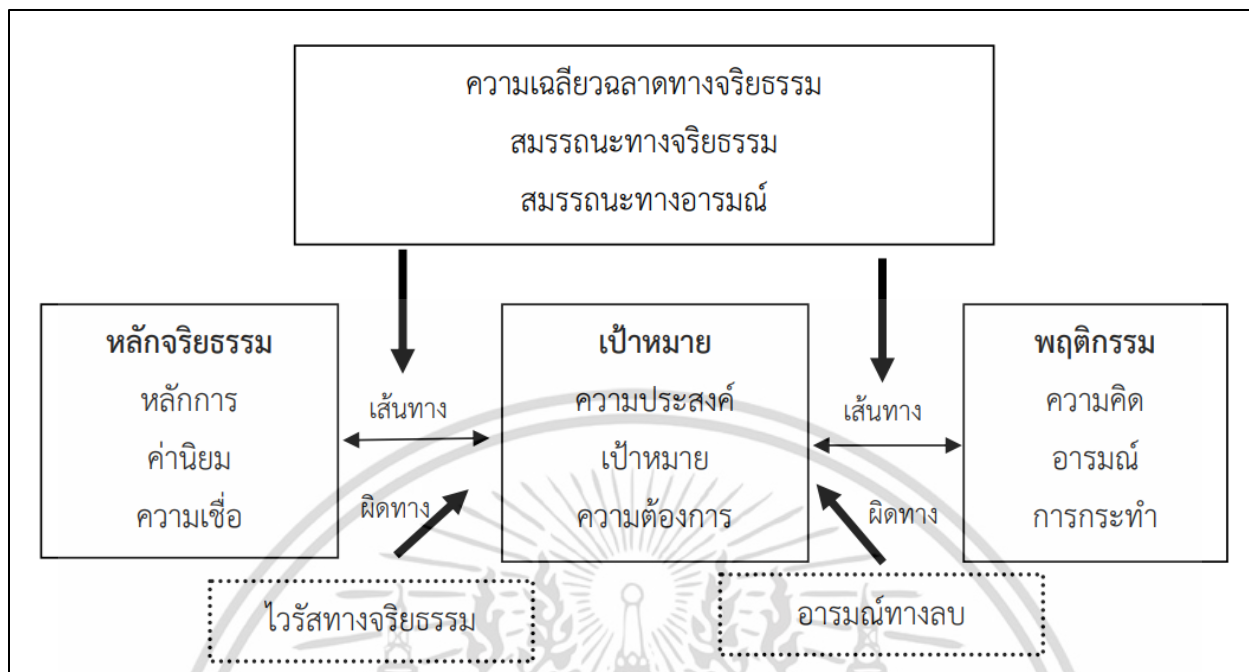 ความเฉลียวฉลาดทางจริยธรรม
สมรรถนะทางจริยธรรม
สมรรถนะทางอารมณ์
หลักจริยธรรม
หลักการ
ค่านิยม
ความเชื่อ
เส้นทาง
ผิดทาง
เป้าหมาย
ความประสงค์
เป้าหมาย
ความต้องการ
เส้นทาง
ผิดทาง
พฤติกรรม
ความคิด
อารมณ์
การกระทำ
ไวรัสทางจริยธรรม
อารมณ์ทางลบ